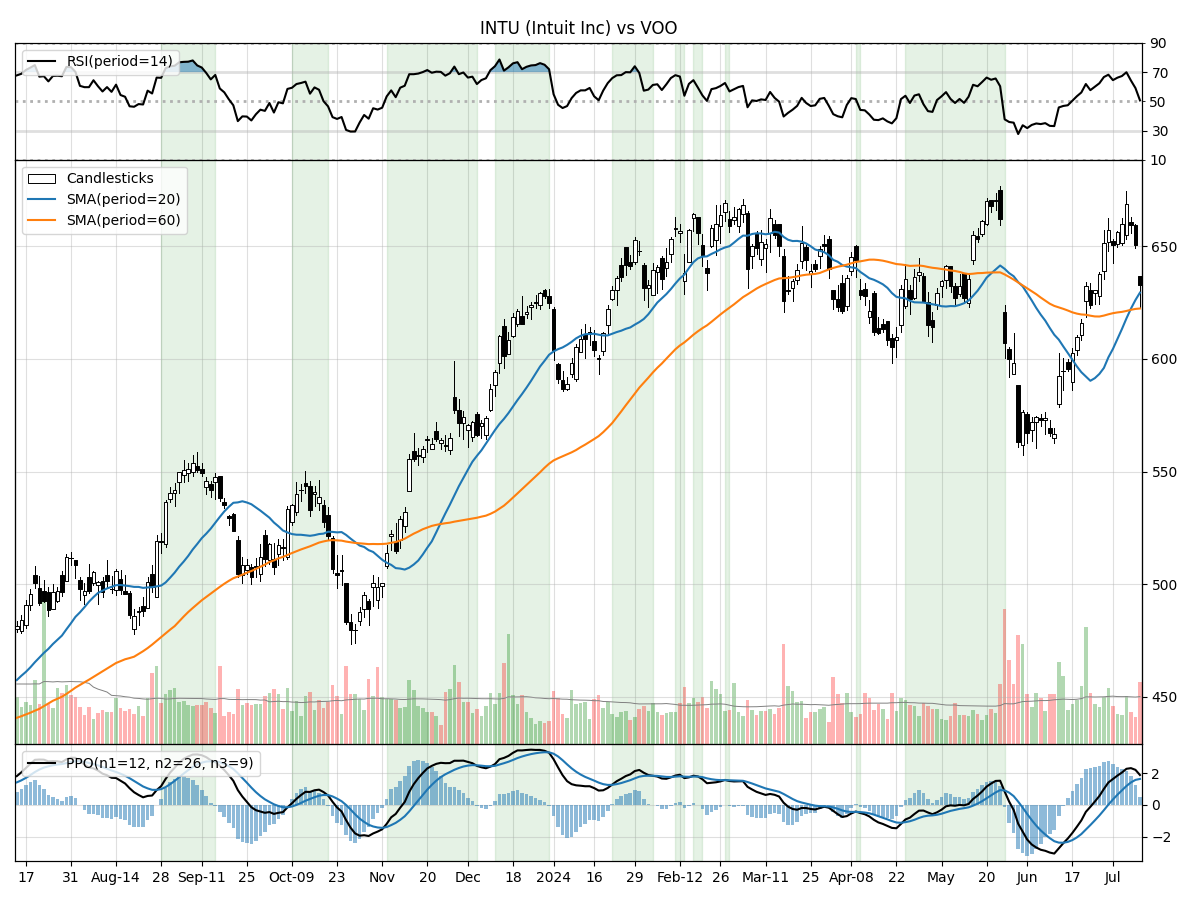 INTU (Intuit Inc) vs VOO
RSI(period=14)
90
70
50
30
10
Candlesticks
SMA(period=20)
SMA(period=60)
650
600
550
500
450
PPO(n1=12, n2=26, n3=9)
2
0
−2
17 31 Aug-14 28 Sep-11 25 Oct-09 23 Nov 20 Dec 18 2024 16 29 Feb-12 26 Mar-11 25 Apr-08 22 May 20 Jun 17 Jul